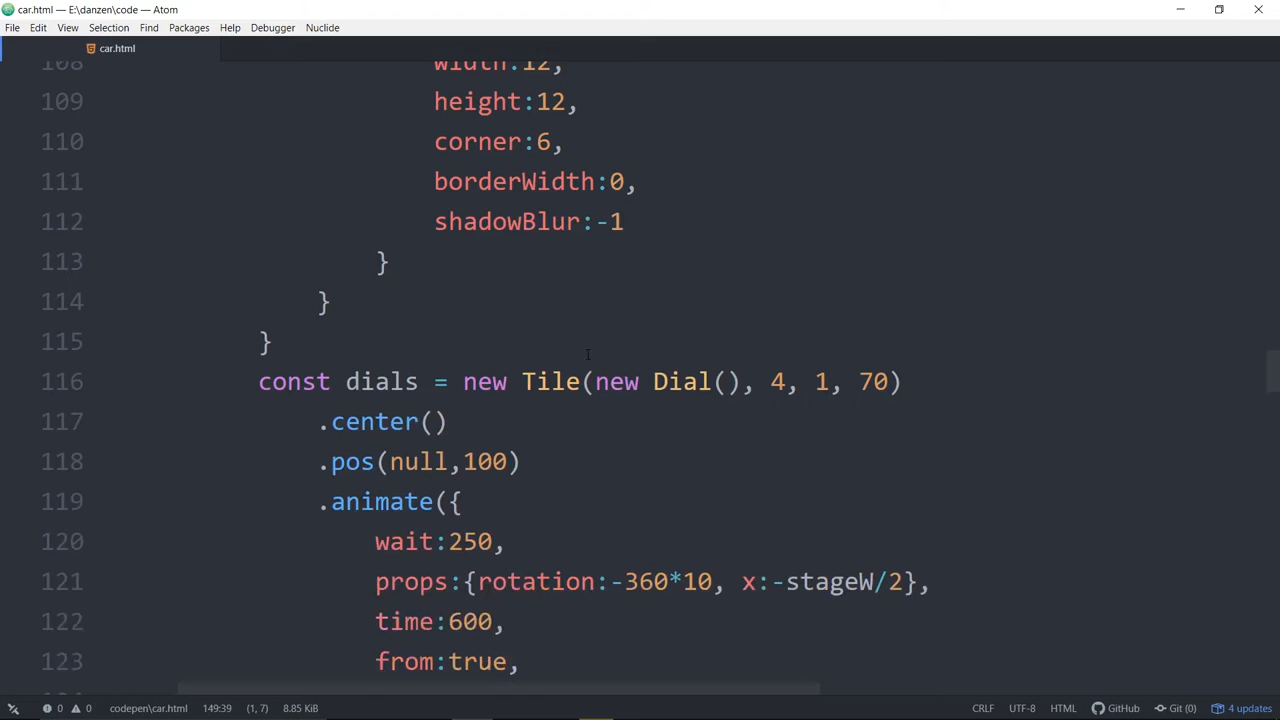 car.html — E:\danzen\code — Atom
File Edit View Selection Find Packages Help Debugger Nuclide
car.html
108 width:12,
109 height:12,
110 corner:6,
111 borderWidth:0,
112 shadowBlur:-1
113 }
114 }
115 }
116 const dials = new Tile(new Dial(), 4, 1, 70)
117 .center()
118 .pos(null,100)
119 .animate({
120 wait:250,
121 props:{rotation:-360*10, x:-stageW/2},
122 time:600,
123 from:true,
0 0 codepen\car.html 149:39 (1, 7) 8.85 KiB CRLF UTF-8 HTML GitHub Git (0) 4 updates